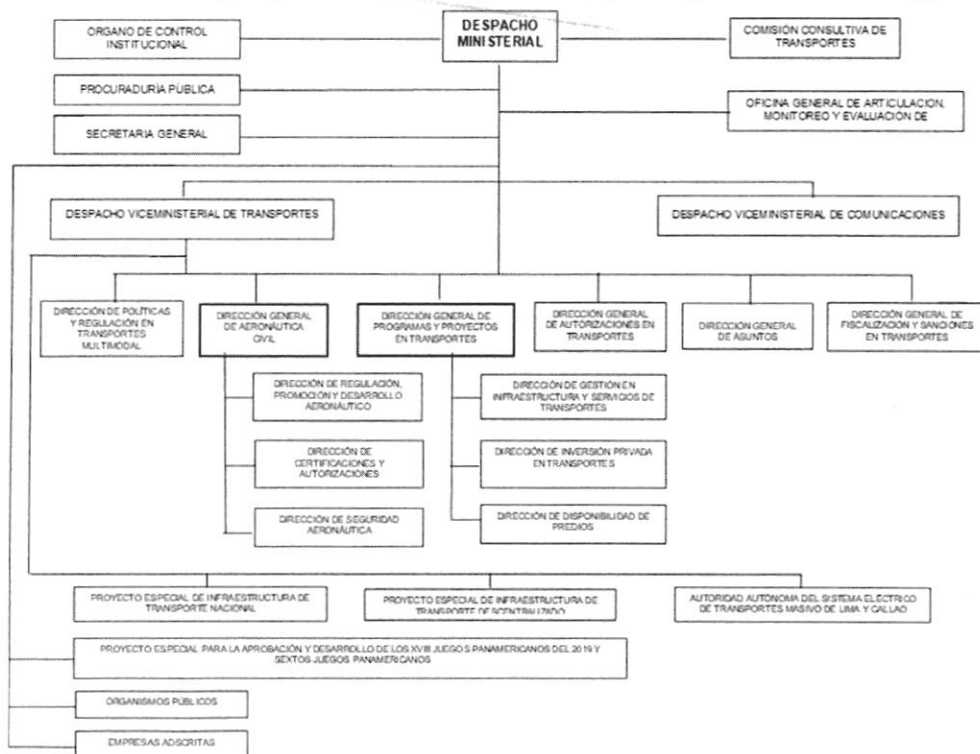 DESPACHO
MINISTERIAL
ORGANO DE CONTROL
INSTITUCIONAL
COMISIÓN CONSULTIVA DE
TRANSPORTES
PROCURADURÍA PÚBLICA
OFICINA GENERAL DE ARTICULACION,
MONITOREO Y EVALUACION DE
SECRETARIA GENERAL
DESPACHO VICEMINISTERIAL DE TRANSPORTES
DESPACHO VICEMINISTERIAL DE COMUNICACIONES
DIRECCIÓN DE POLÍTICAS
Y REGULACIÓN EN
TRANSPORTES
MULTIMODAL
DIRECCIÓN GENERAL
DE AERONÁUTICA
CIVIL
DIRECCIÓN GENERAL DE
PROGRAMAS Y PROYECTOS
EN TRANSPORTES
DIRECCIÓN GENERAL
DE AUTORIZACIONES EN
TRANSPORTES
DIRECCIÓN GENERAL
DE ASUNTOS
DIRECCIÓN GENERAL DE
FISCALIZACIÓN Y SANCIONES
EN TRANSPORTES
DIRECCIÓN DE REGULACIÓN,
PROMOCIÓN Y DESARROLLO
AERONÁUTICO
DIRECCIÓN DE
CERTIFICACIONES Y
AUTORIZACIONES
DIRECCIÓN DE SEGURIDAD
AERONÁUTICA
DIRECCIÓN DE GESTIÓN EN
INFRAESTRUCTURA Y SERVICIOS DE
TRANSPORTES
DIRECCIÓN DE INVERSIÓN PRIVADA
EN TRANSPORTES
DIRECCIÓN DE DISPONIBILIDAD DE
PREDIOS
PROYECTO ESPECIAL DE INFRAESTRUCTURA DE
TRANSPORTE NACIONAL
PROYECTO ESPECIAL DE INFRAESTRUCTURA DE
TRANSPORTE DESCENTRALIZADO
AUTORIDAD AUTÓNOMA DEL SISTEMA ELÉCTRICO
DE TRANSPORTES MASIVO DE LIMA Y CALLAO
PROYECTO ESPECIAL PARA LA APROBACIÓN Y DESARROLLO DE LOS XVIII JUEGOS PANAMERICANOS DEL 2019 Y
SEXTOS JUEGOS PANAMERICANOS
ORGANISMOS PÚBLICOS
EMPRESAS ADSCRITAS